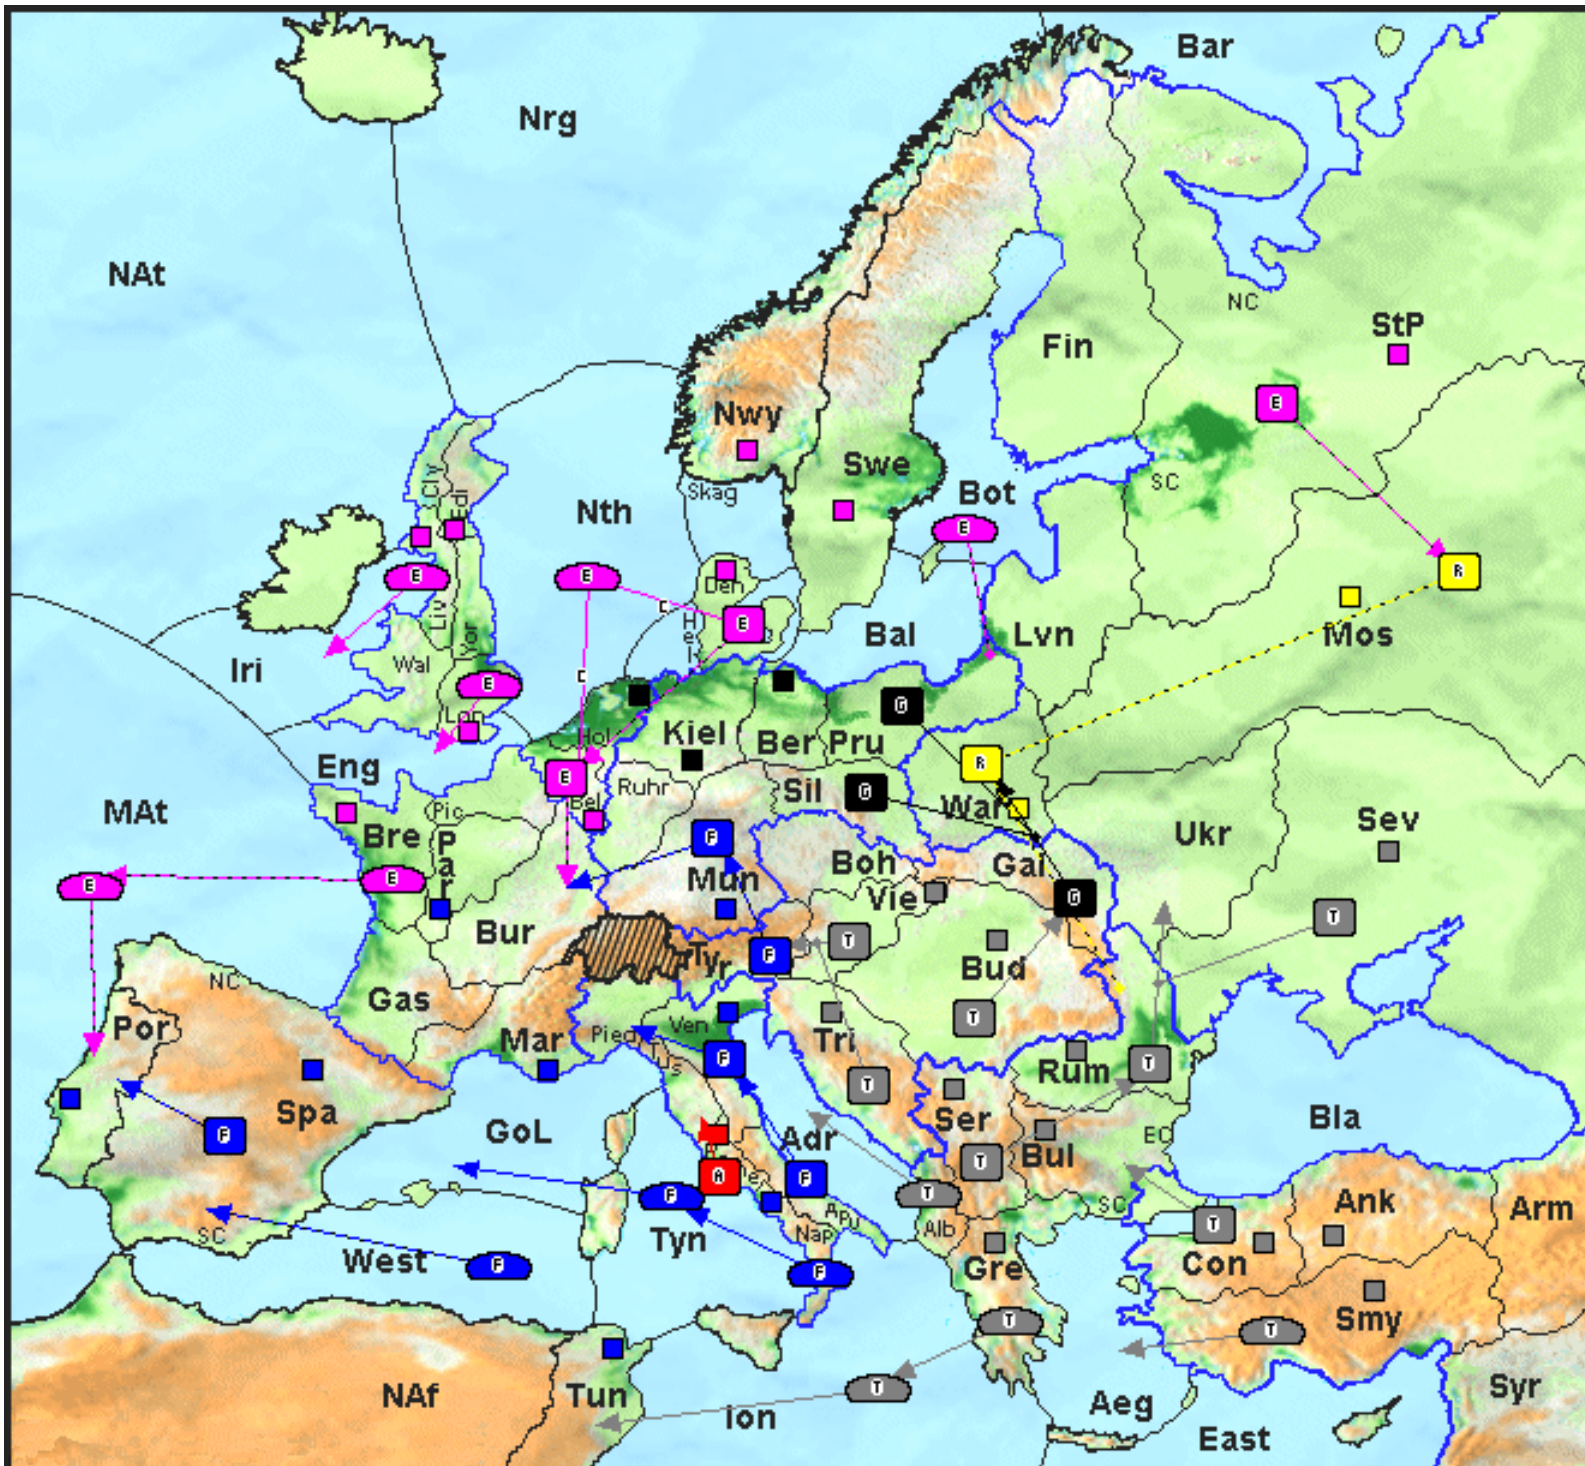 Bar
Nrg
NAt
NC
StP
Fin
E
Nwy
Swe
Skag
SC
Bot
Nth
E
Cly
Edi
E
E
Den
C
E
R
Hel
Bal
Lvn
Mos
Iri
Liv
Yor
Wal
E
Lon
C
G
Hol
Kiel
Ber
Pru
R
Eng
E
Ruhr
Sil
G
War
Bel
MAt
Pic
Bre
Par
F
Boh
Gal
Ukr
Sev
E
E
Mun
Vie
G
T
Bur
T
F
Tyr
Bud
NC
Gas
Por
T
Mar
Pied
Ven
Tri
F
Tus
Rum
T
T
Spa
Ser
GoL
Adr
Bla
F
EC
Bul
A
F
T
F
T
Ank
Apu
SC
Arm
SC
Nap
Alb
T
Tyn
West
F
F
Gre
Con
Smy
T
T
NAf
Tun
T
Ion
Aeg
Syr
East